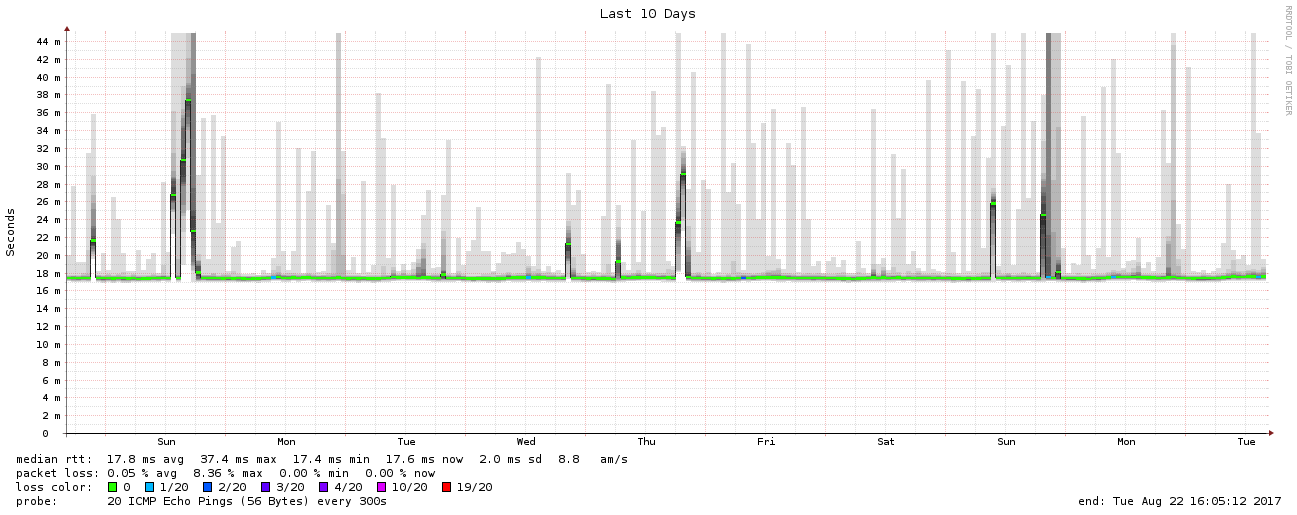 Last 10 Days
RRDTOOL / TOBI OETIKER
Seconds
44 m
42 m
40 m
38 m
36 m
34 m
32 m
30 m
28 m
26 m
24 m
22 m
20 m
18 m
16 m
14 m
12 m
10 m
8 m
6 m
4 m
2 m
0
Sun Mon Tue Wed Thu Fri Sat Sun Mon Tue
median rtt: 17.8 ms avg 37.4 ms max 17.4 ms min 17.6 ms now 2.0 ms sd 8.8 am/s
packet loss: 0.05 % avg 8.36 % max 0.00 % min 0.00 % now
loss color: 0 1/20 2/20 3/20 4/20 10/20 19/20
probe: 20 ICMP Echo Pings (56 Bytes) every 300s end: Tue Aug 22 16:05:12 2017